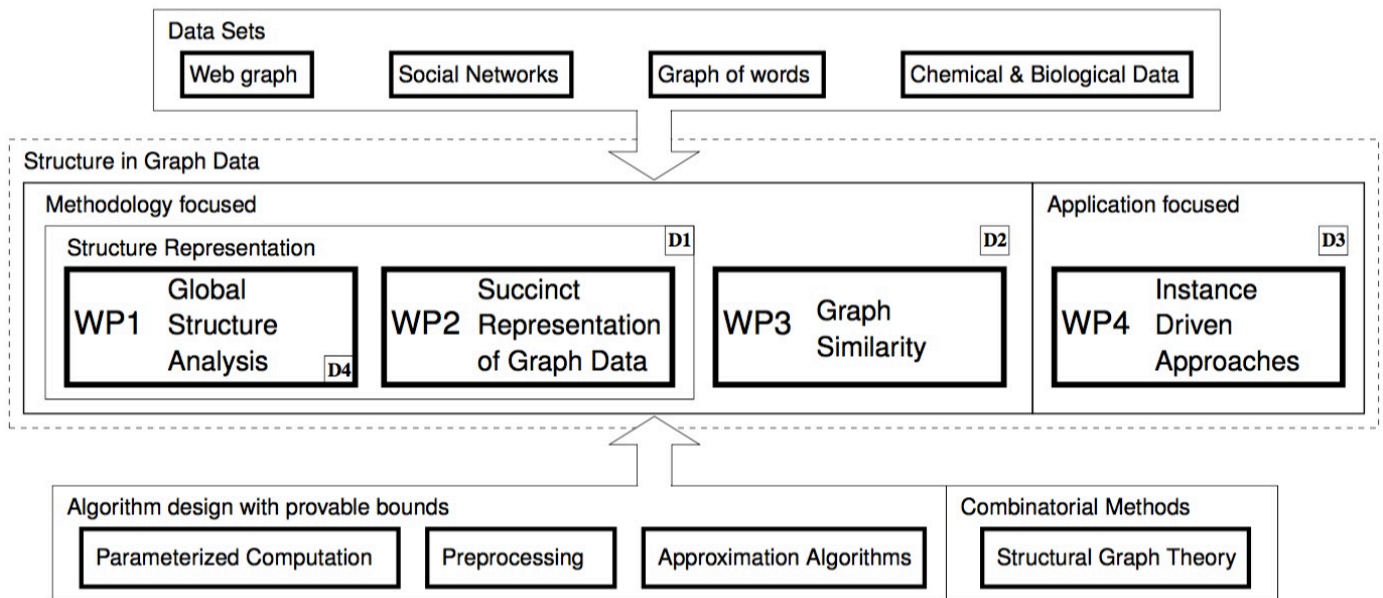 Data Sets
Web graph
Social Networks
Graph of words
Chemical & Biological Data
Structure in Graph Data
Methodology focused
Application focused
Structure Representation
D1
D2
D3
WP1
Global
Structure
Analysis
D4
WP2
Succinct
Representation
of Graph Data
WP3
Graph
Similarity
WP4
Instance
Driven
Approaches
Algorithm design with provable bounds
Combinatorial Methods
Parameterized Computation
Preprocessing
Approximation Algorithms
Structural Graph Theory